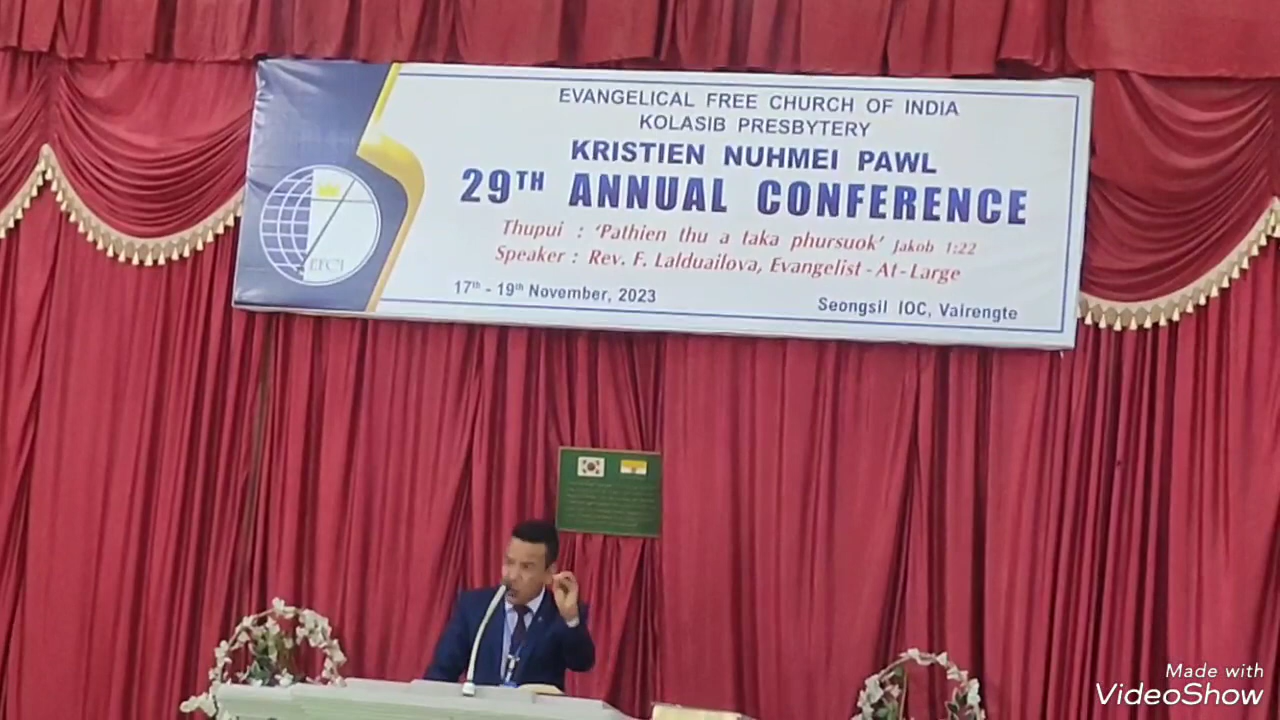 EVANGELICAL FREE CHURCH OF INDIA
KOLASIB PRESBYTERY
KRISTIEN NUHMEI PAWL
29TH ANNUAL CONFERENCE
Thupui : 'Pathien thu a taka phursuok' Jakob 1:22
Speaker : Rev. F. Lalduailova, Evangelist - At - Large
17th - 19th November, 2023
Seongsil IOC, Vairengte
EFCI
Made with
VideoShow